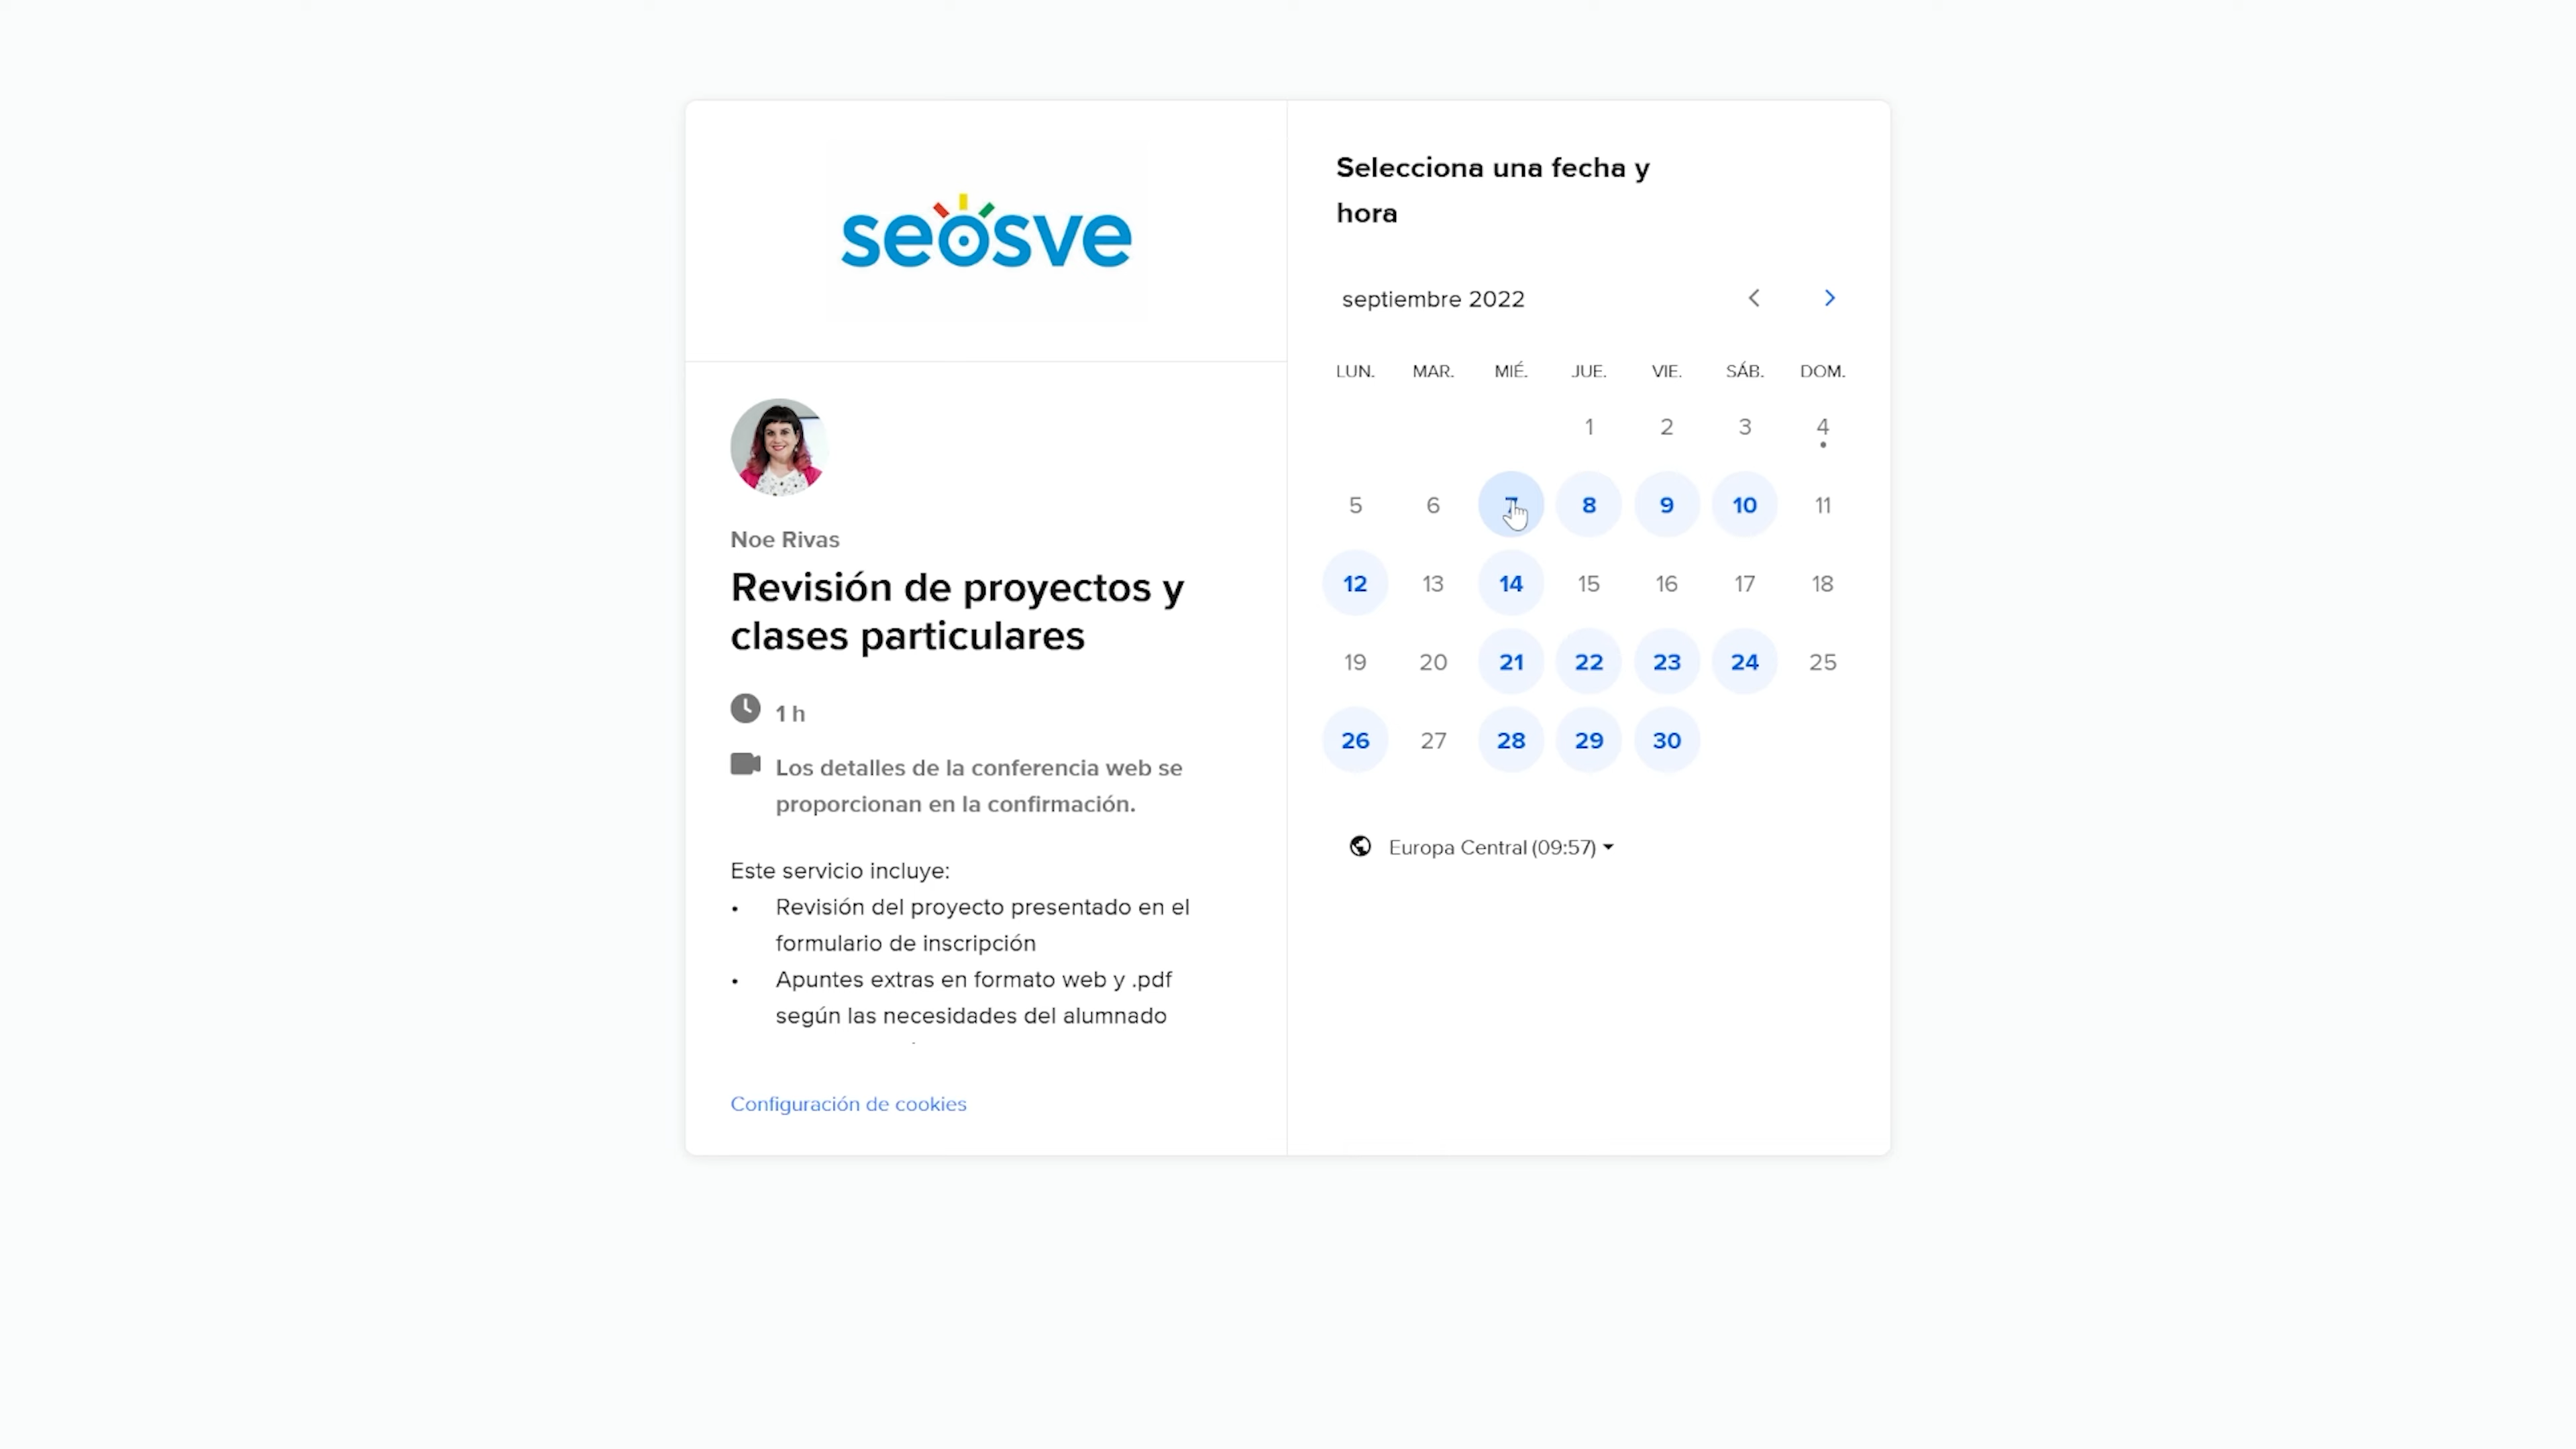 seosve
Noe Rivas
Revisión de proyectos y
clases particulares
1 h
Los detalles de la conferencia web se
proporcionan en la confirmación.
Este servicio incluye:
• Revisión del proyecto presentado en el
formulario de inscripción
• Apuntes extras en formato web y .pdf
según las necesidades del alumnado
Configuración de cookies
Selecciona una fecha y
hora
septiembre 2022
LUN. MAR. MIÉ. JUE. VIE. SÁB. DOM.
1 2 3 4
5 6 7 8 9 10 11
12 13 14 15 16 17 18
19 20 21 22 23 24 25
26 27 28 29 30
Europa Central (09:57)